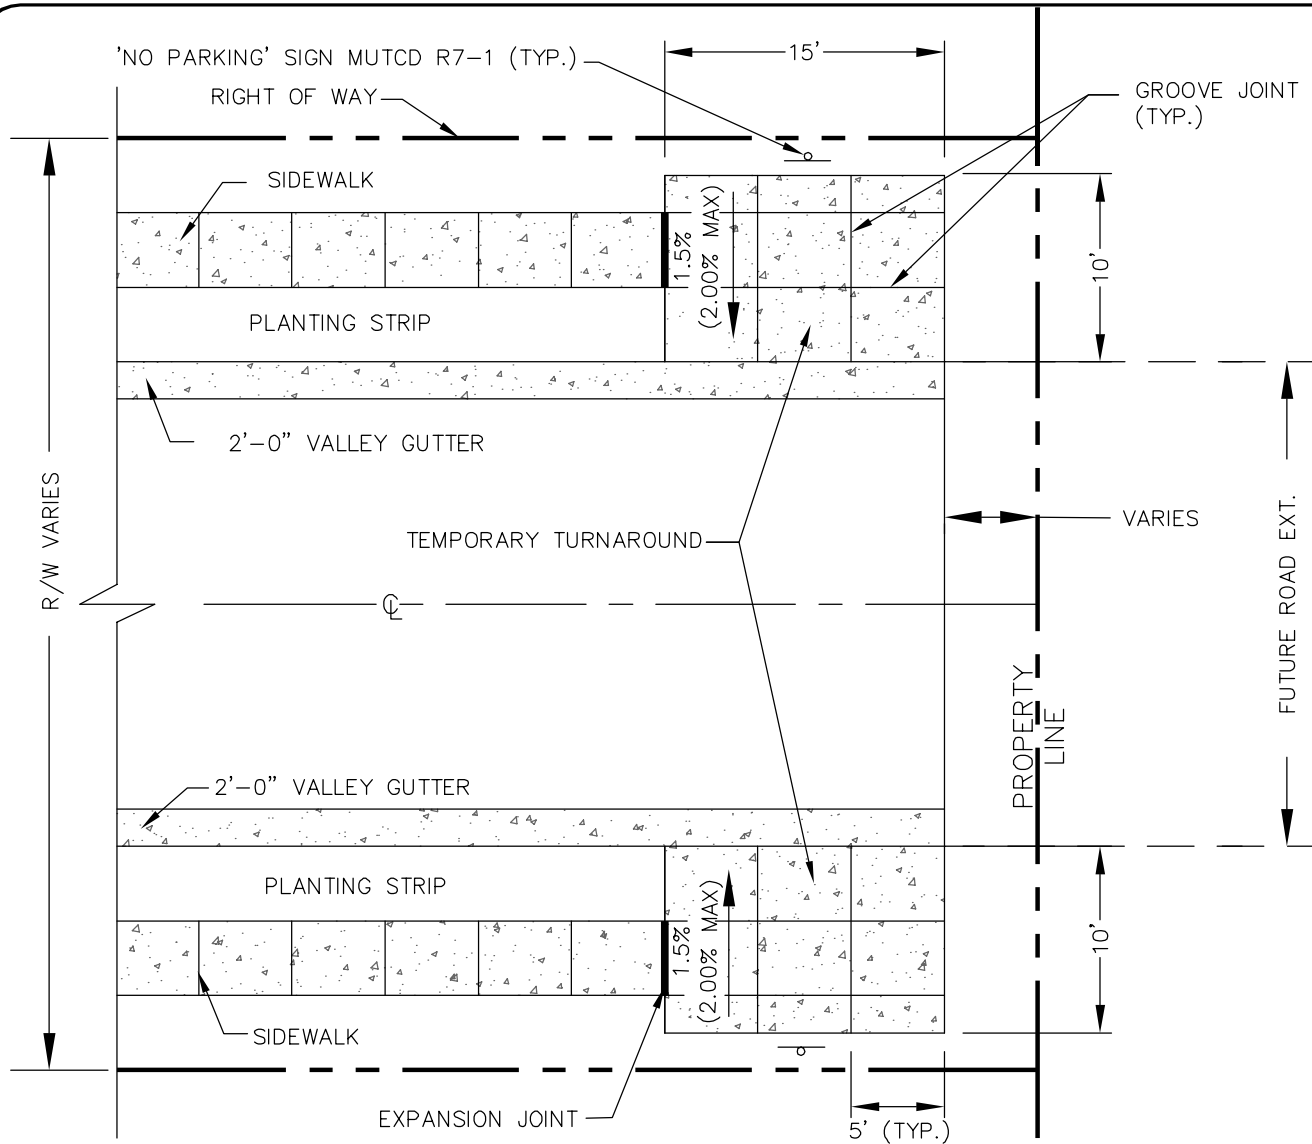 15'
'NO PARKING' SIGN MUTCD R7-1 (TYP.)
RIGHT OF WAY
GROOVE JOINT
(TYP.)
SIDEWALK
1.5%
(2.00% MAX)
10'
PLANTING STRIP
2'-0" VALLEY GUTTER
R/W VARIES
TEMPORARY TURNAROUND
VARIES
FUTURE ROAD EXT.
℄
PROPERTY
LINE
2'-0" VALLEY GUTTER
PLANTING STRIP
1.5%
(2.00% MAX)
10'
SIDEWALK
EXPANSION JOINT
5' (TYP.)